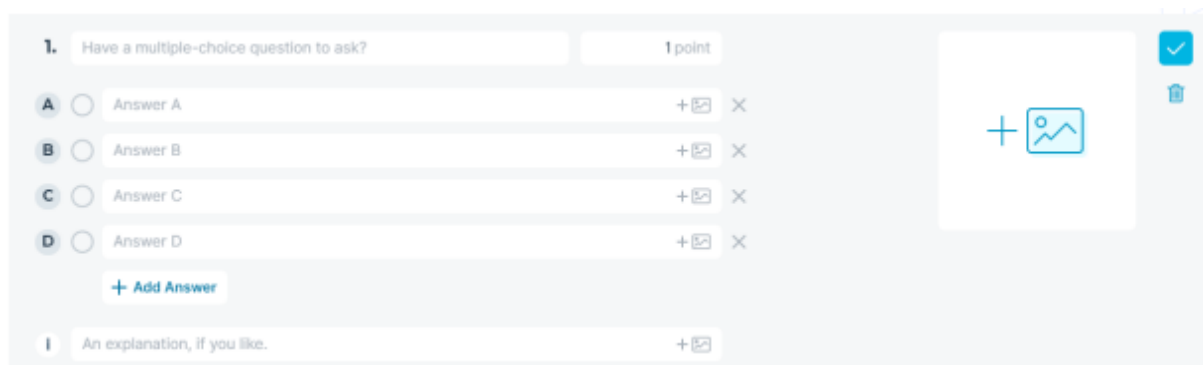 1. Have a multiple-choice question to ask? 1 point
A Answer A
B Answer B
C Answer C
D Answer D
+ Add Answer
i An explanation, if you like.